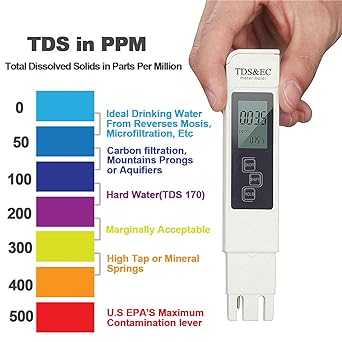 TDS in PPM
Total Dissolved Solids in Parts Per Million
0
50
100
200
300
400
500
Ideal Drinking Water
From Reverses Mosis,
Microfiltration, Etc
Carbon filtration,
Mountains Prongs
or Aquifiers
Hard Water(TDS 170)
Marginally Acceptable
High Tap or Mineral
Springs
U.S EPA'S Maximum
Contamination lever
TDS&EC
SHIFT
HOLD